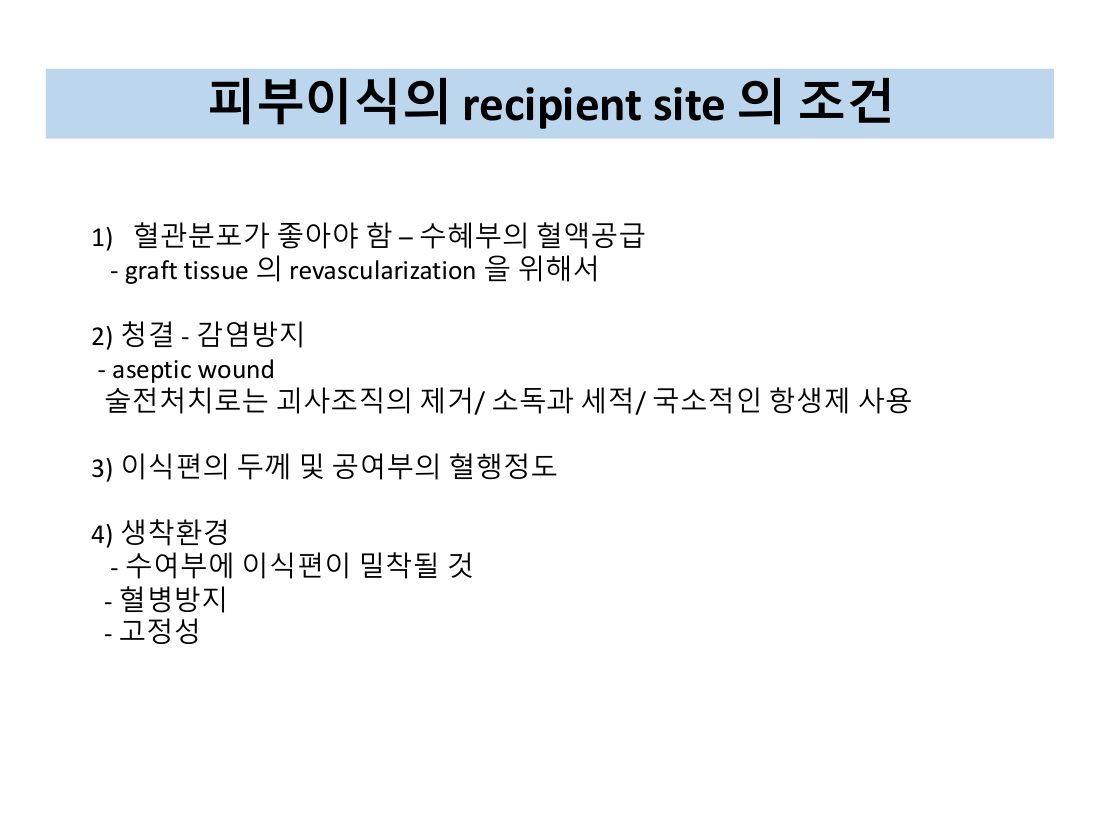 피부이식의 recipient site 의 조건
1) 혈관분포가 좋아야 함 – 수혜부의 혈액공급
- graft tissue 의 revascularization 을 위해서
2) 청결 - 감염방지
- aseptic wound
술전처치로는 괴사조직의 제거/ 소독과 세적/ 국소적인 항생제 사용
3) 이식편의 두께 및 공여부의 혈행정도
4) 생착환경
- 수여부에 이식편이 밀착될 것
- 혈병방지
- 고정성